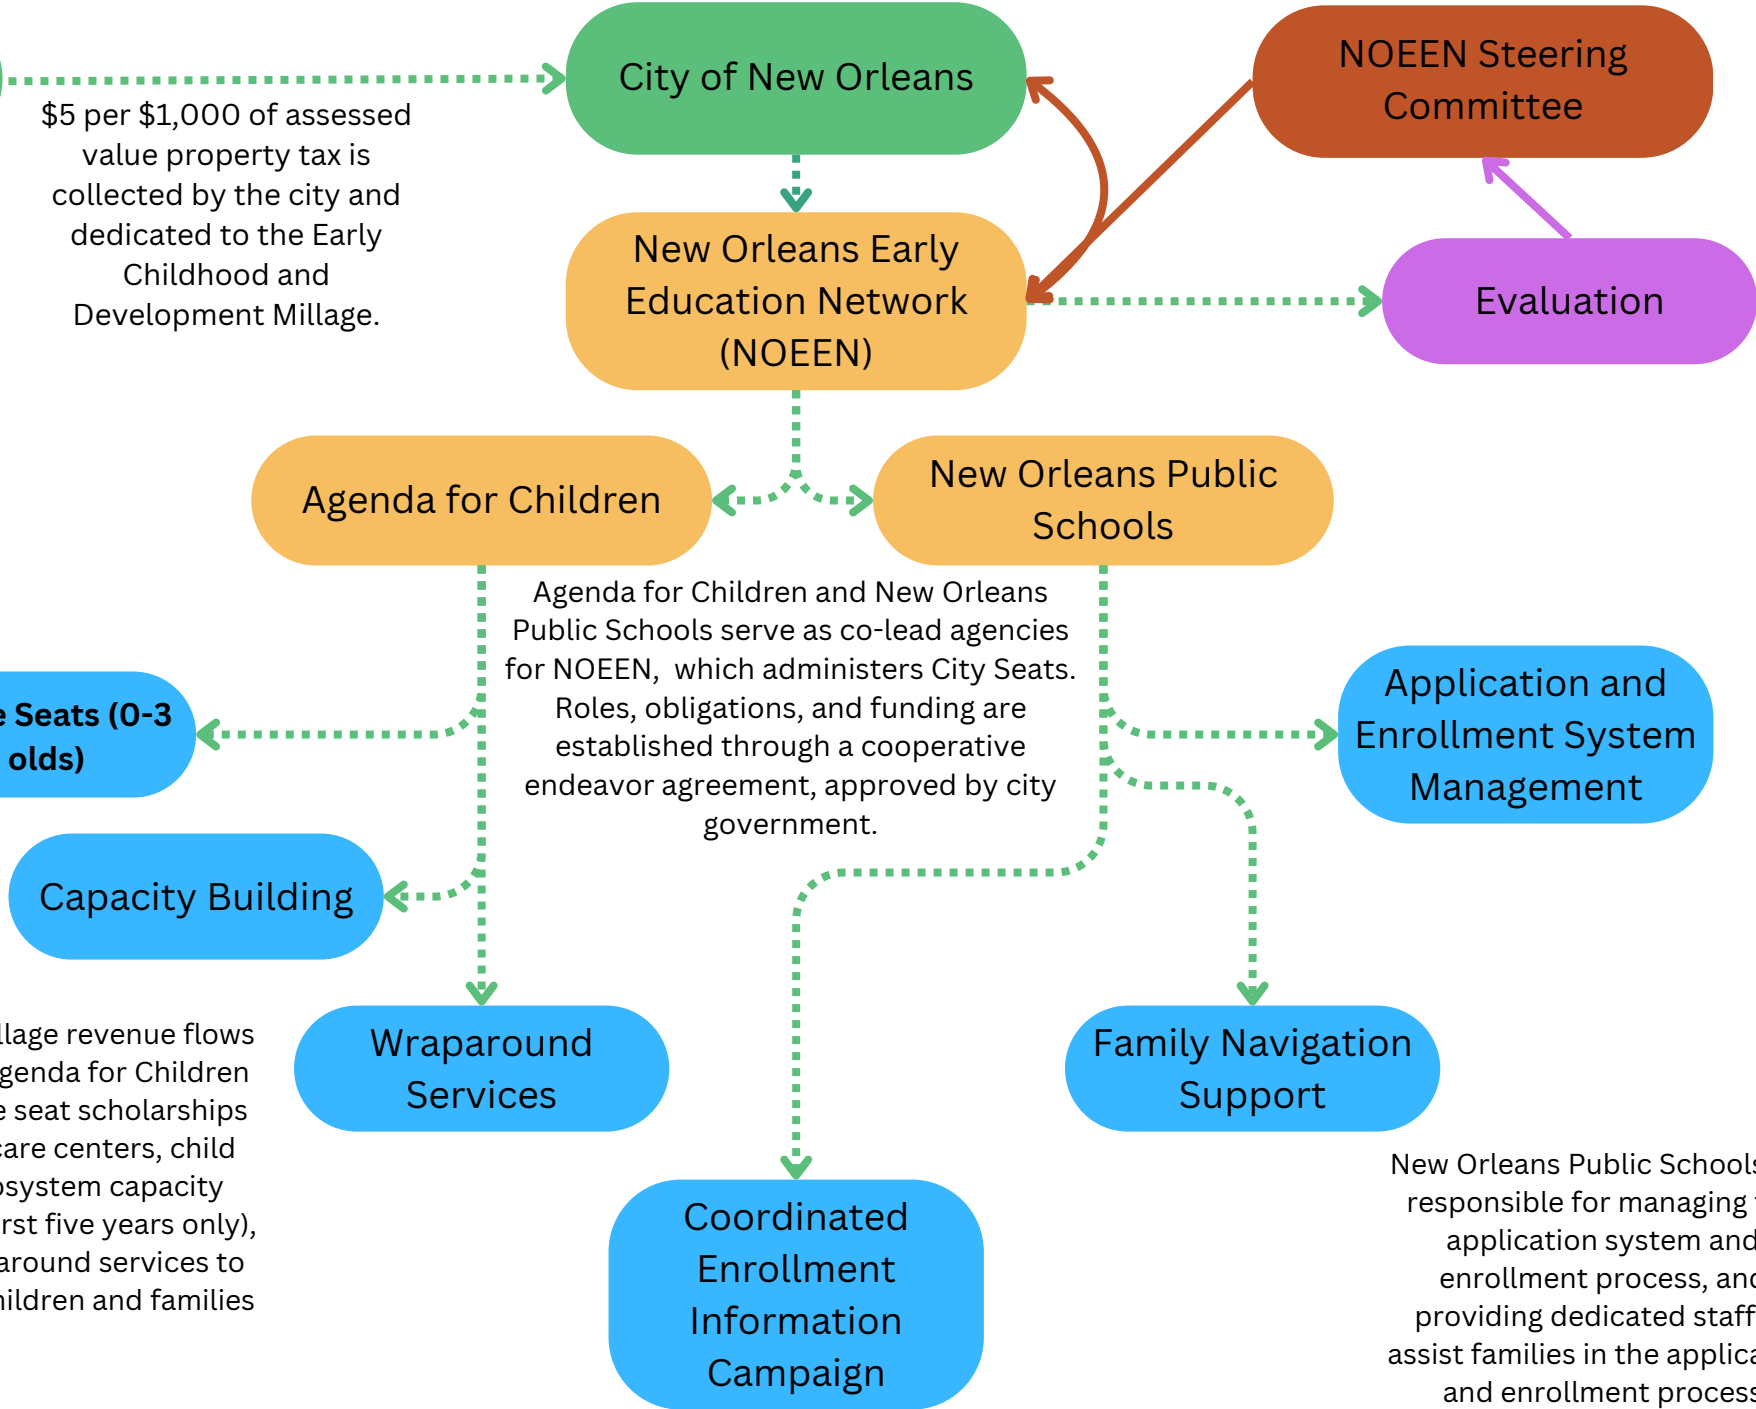 City of New Orleans
NOEEN Steering
Committee
$5 per $1,000 of assessed
value property tax is
collected by the city and
dedicated to the Early
Childhood and
Development Millage.
New Orleans Early
Education Network
(NOEEN)
Evaluation
Agenda for Children
New Orleans Public
Schools
Agenda for Children and New Orleans
Public Schools serve as co-lead agencies
for NOEEN, which administers City Seats.
Roles, obligations, and funding are
established through a cooperative
endeavor agreement, approved by city
government.
Seats (0-3
olds)
Application and
Enrollment System
Management
Capacity Building
Wraparound
Services
Family Navigation
Support
revenue flows
for Children
seat scholarships
centers, child
capacity
five years only),
services to
and families
Coordinated
Enrollment
Information
Campaign
New Orleans Public Schools
responsible for managing
application system and
enrollment process, and
providing dedicated staff
assist families in the
and enrollment process